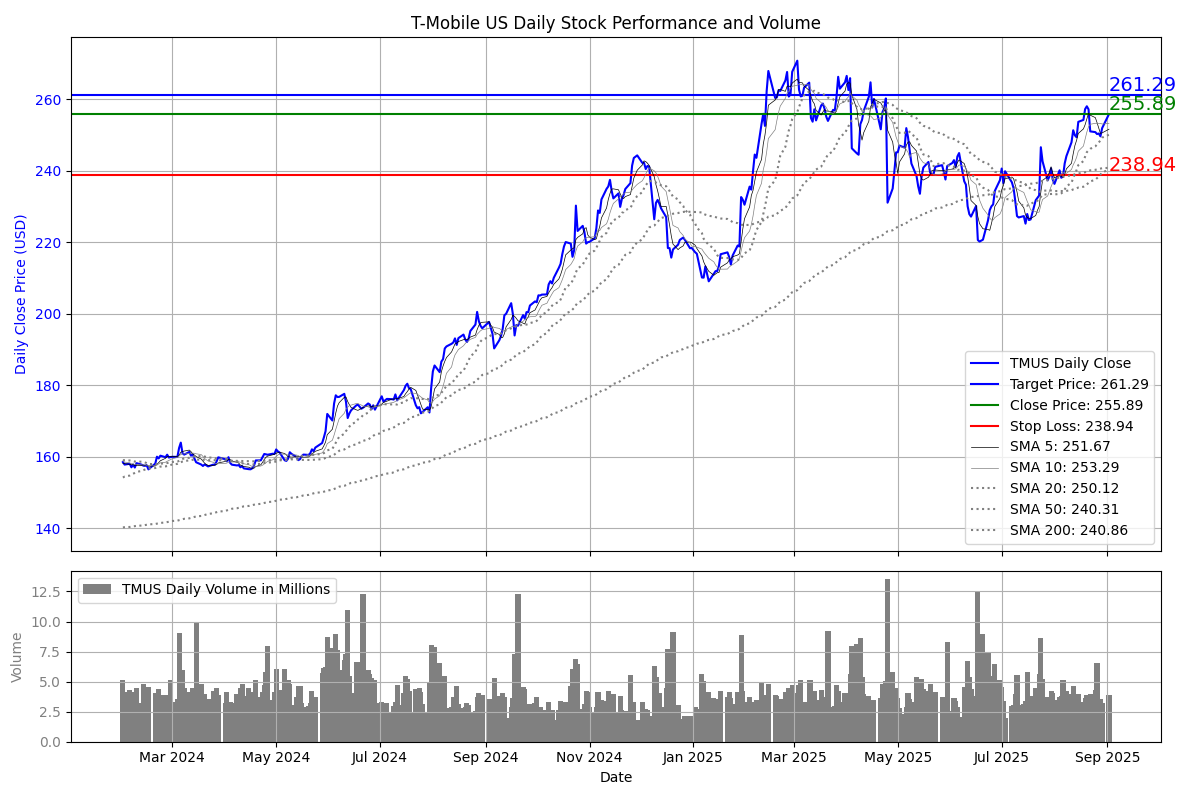 T-Mobile US Daily Stock Performance and Volume
Daily Close Price (USD)
260
240
220
200
180
160
140
261.29
255.89
238.94
TMUS Daily Close
Target Price: 261.29
Close Price: 255.89
Stop Loss: 238.94
SMA 5: 251.67
SMA 10: 253.29
SMA 20: 250.12
SMA 50: 240.31
SMA 200: 240.86
Volume
12.5
10.0
7.5
5.0
2.5
0.0
TMUS Daily Volume in Millions
Mar 2024 May 2024 Jul 2024 Sep 2024 Nov 2024 Jan 2025 Mar 2025 May 2025 Jul 2025 Sep 2025
Date